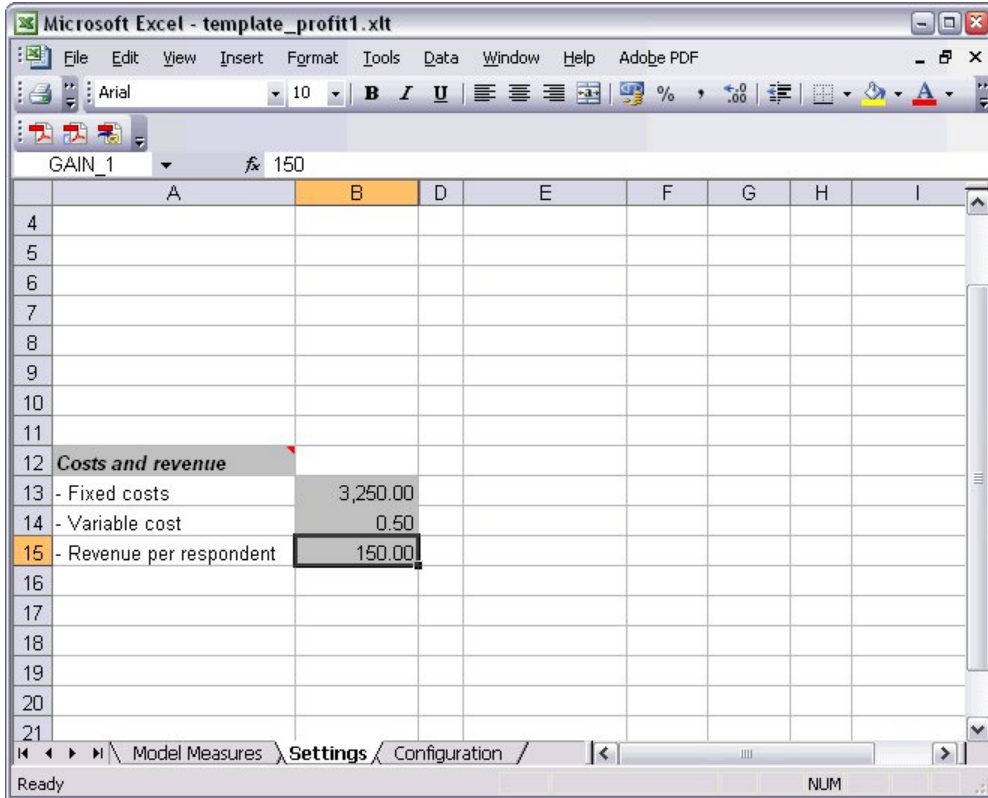 Microsoft Excel - template_profit1.xlt
File Edit View Insert Format Tools Data Window Help Adobe PDF
Arial 10 B I U % , .00 A
GAIN_1 fx 150
A B D E F G H I
4
5
6
7
8
9
10
11
12 Costs and revenue
13 - Fixed costs 3,250.00
14 - Variable cost 0.50
15 - Revenue per respondent 150.00
16
17
18
19
20
21
Model Measures Settings Configuration
Ready NUM